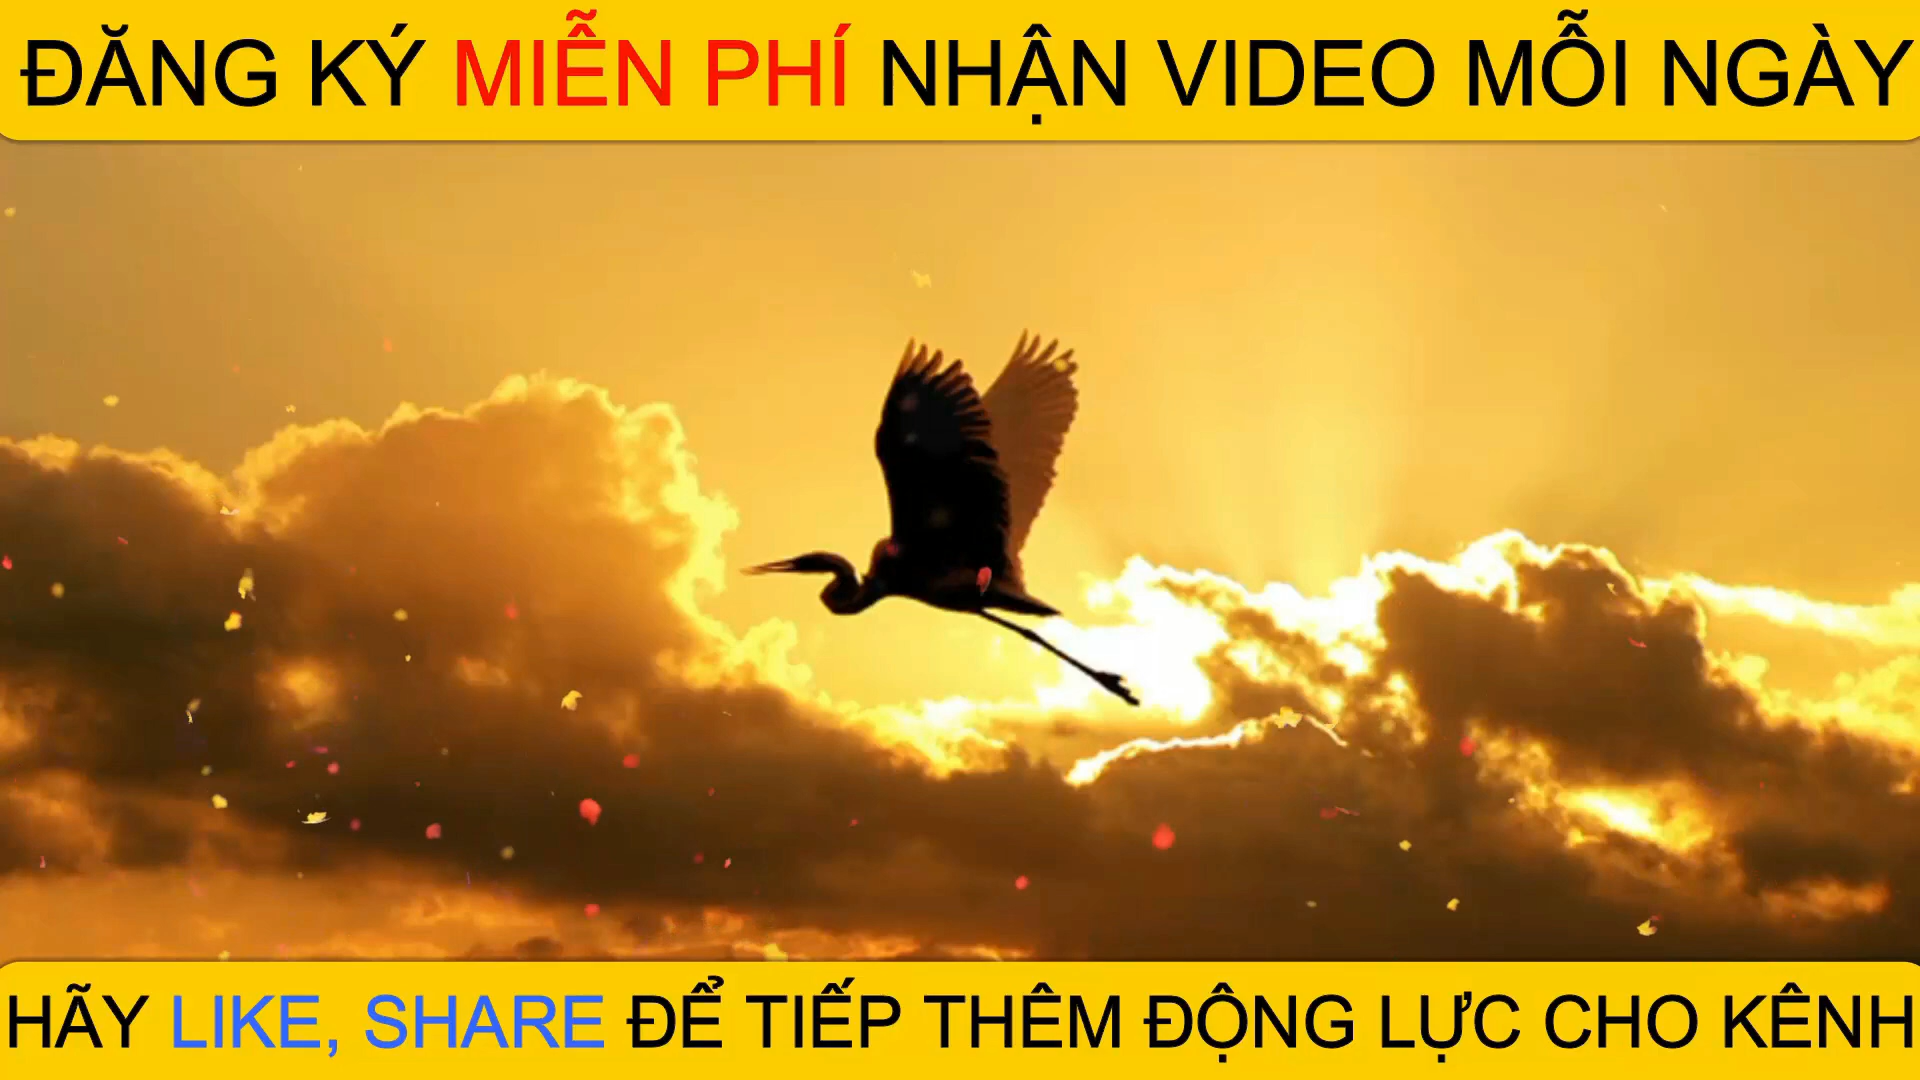 ĐĂNG KÝ MIỄN PHÍ NHẬN VIDEO MỖI NGÀY
HÃY LIKE, SHARE ĐỂ TIẾP THÊM ĐỘNG LỰC CHO KÊNH